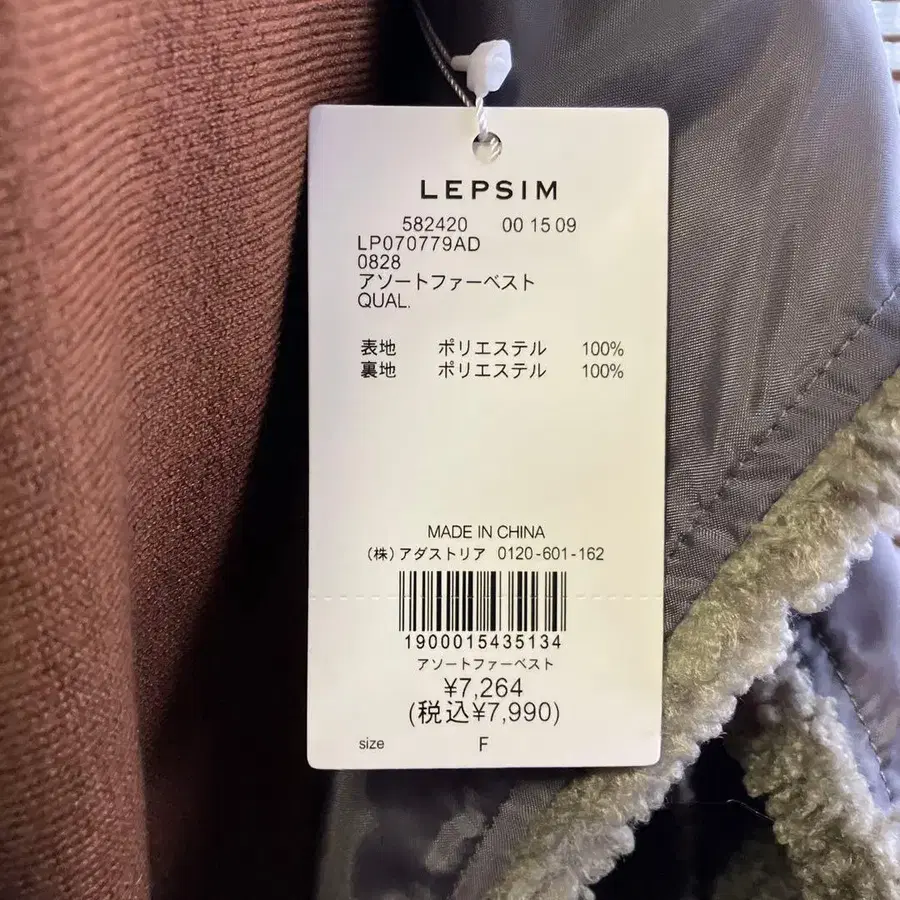 LEPSIM
582420 00 15 09
LP070779AD
0828
アソートファーベスト
QUAL.
表地 ポリエステル 100%
裏地 ポリエステル 100%
MADE IN CHINA
（株）アダストリア 0120-601-162
1900015435134
アソートファーベスト
¥7,264
(税込¥7,990)
size F